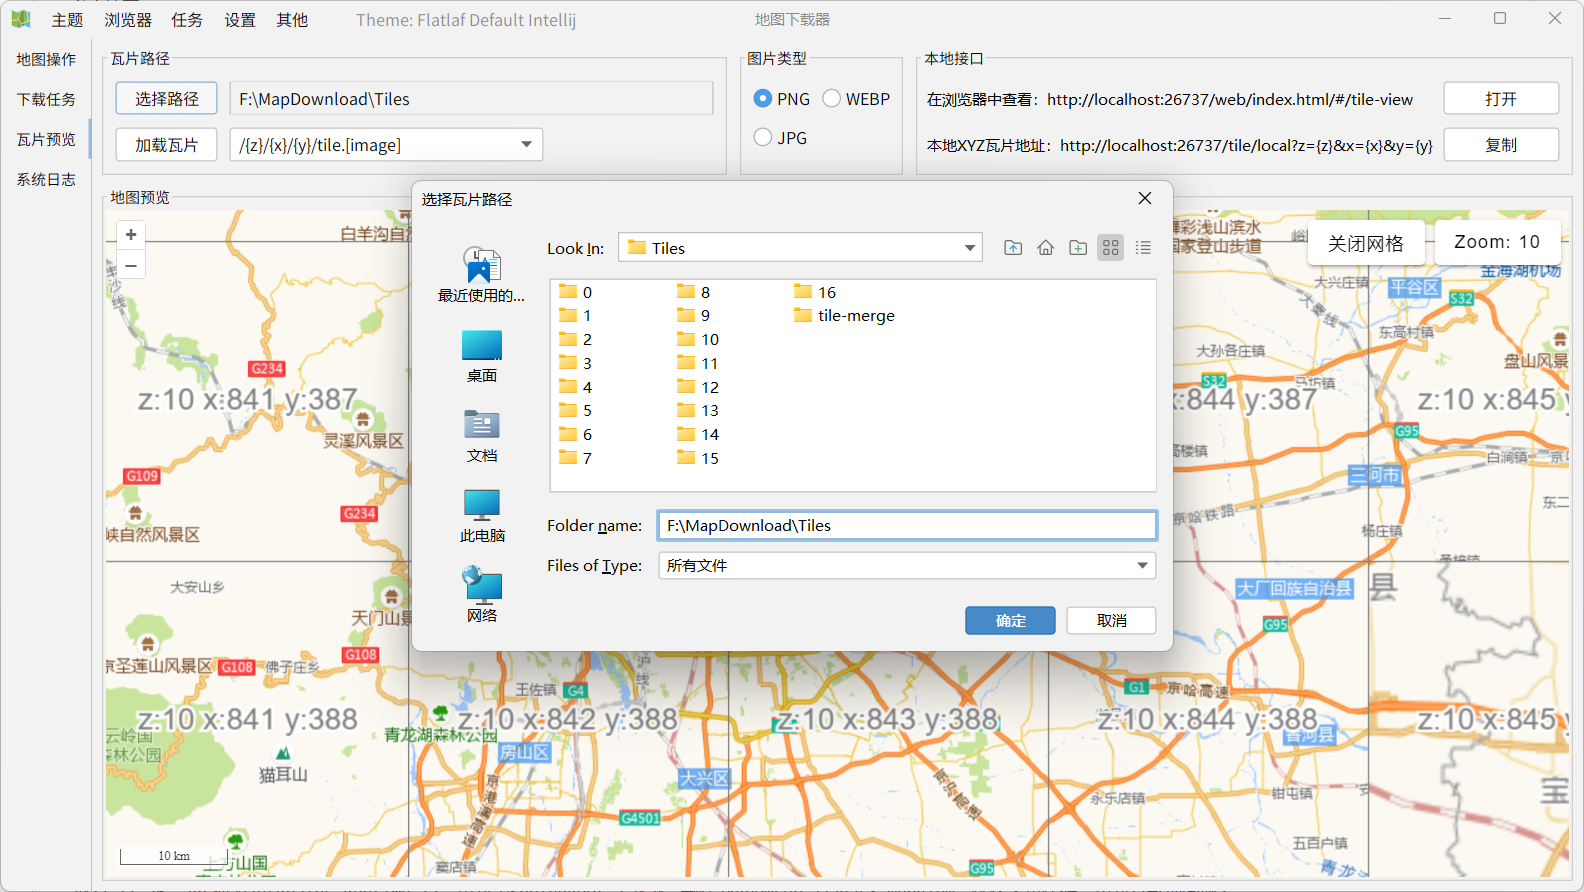 主题 浏览器 任务 设置 其他 Theme: Flatlaf Default Intellij 地图下载器
地图操作
下载任务
瓦片预览
系统日志
瓦片路径
选择路径 F:\MapDownload\Tiles
加载瓦片 /{z}/{x}/{y}/tile.[image]
图片类型
PNG WEBP
JPG
本地接口
在浏览器中查看： http://localhost:26737/web/index.html/#/tile-view 打开
本地XYZ瓦片地址： http://localhost:26737/tile/local?z={z}&x={x}&y={y} 复制
地图预览
+
−
关闭网格 Zoom: 10
选择瓦片路径
Look In: Tiles
最近使用的...
桌面
文档
此电脑
网络
0 8 16
1 9 tile-merge
2 10
3 11
4 12
5 13
6 14
7 15
Folder name: F:\MapDownload\Tiles
Files of Type: 所有文件
确定 取消
白羊沟自然
G234
z:10 x:841 y:387
灵溪风景区
G109
G234
峡自然风景区
大安山乡
天门山景
京圣莲山风景区 G108 佛子庄乡 G108
z:10 x:841 y:388
云岭国
森林公园
猫耳山
10 km
上方山国
王佐镇 G4
z:10 x:842 y:388
青龙湖森林公园
房山区
京港澳高速
窦店镇
大兴区
G4501
z:10 x:843 y:388
G95
舞彩浅山滨水
国家登山步道
金海湖机场
大兴庄镇 平谷区 S32
东高村镇
大孙各庄镇
盘山风景
S32 马坊镇
x:844 y:387
z:10 x:845 y
G95
高楼镇
白涧镇
三河市
京哈铁路
杨庄镇
大厂回族自治县 县
G95
G1 京哈高速
z:10 x:844 y:388
香河县
z:10 x:845 y
永乐店镇
钳屯镇
宝
五百户镇
青龙